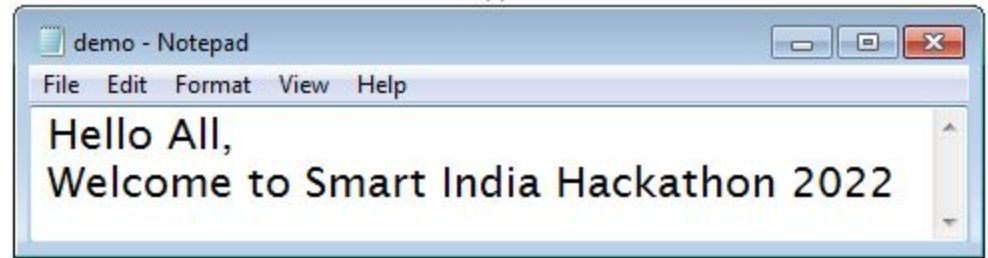 demo - Notepad
File Edit Format View Help
Hello All,
Welcome to Smart India Hackathon 2022